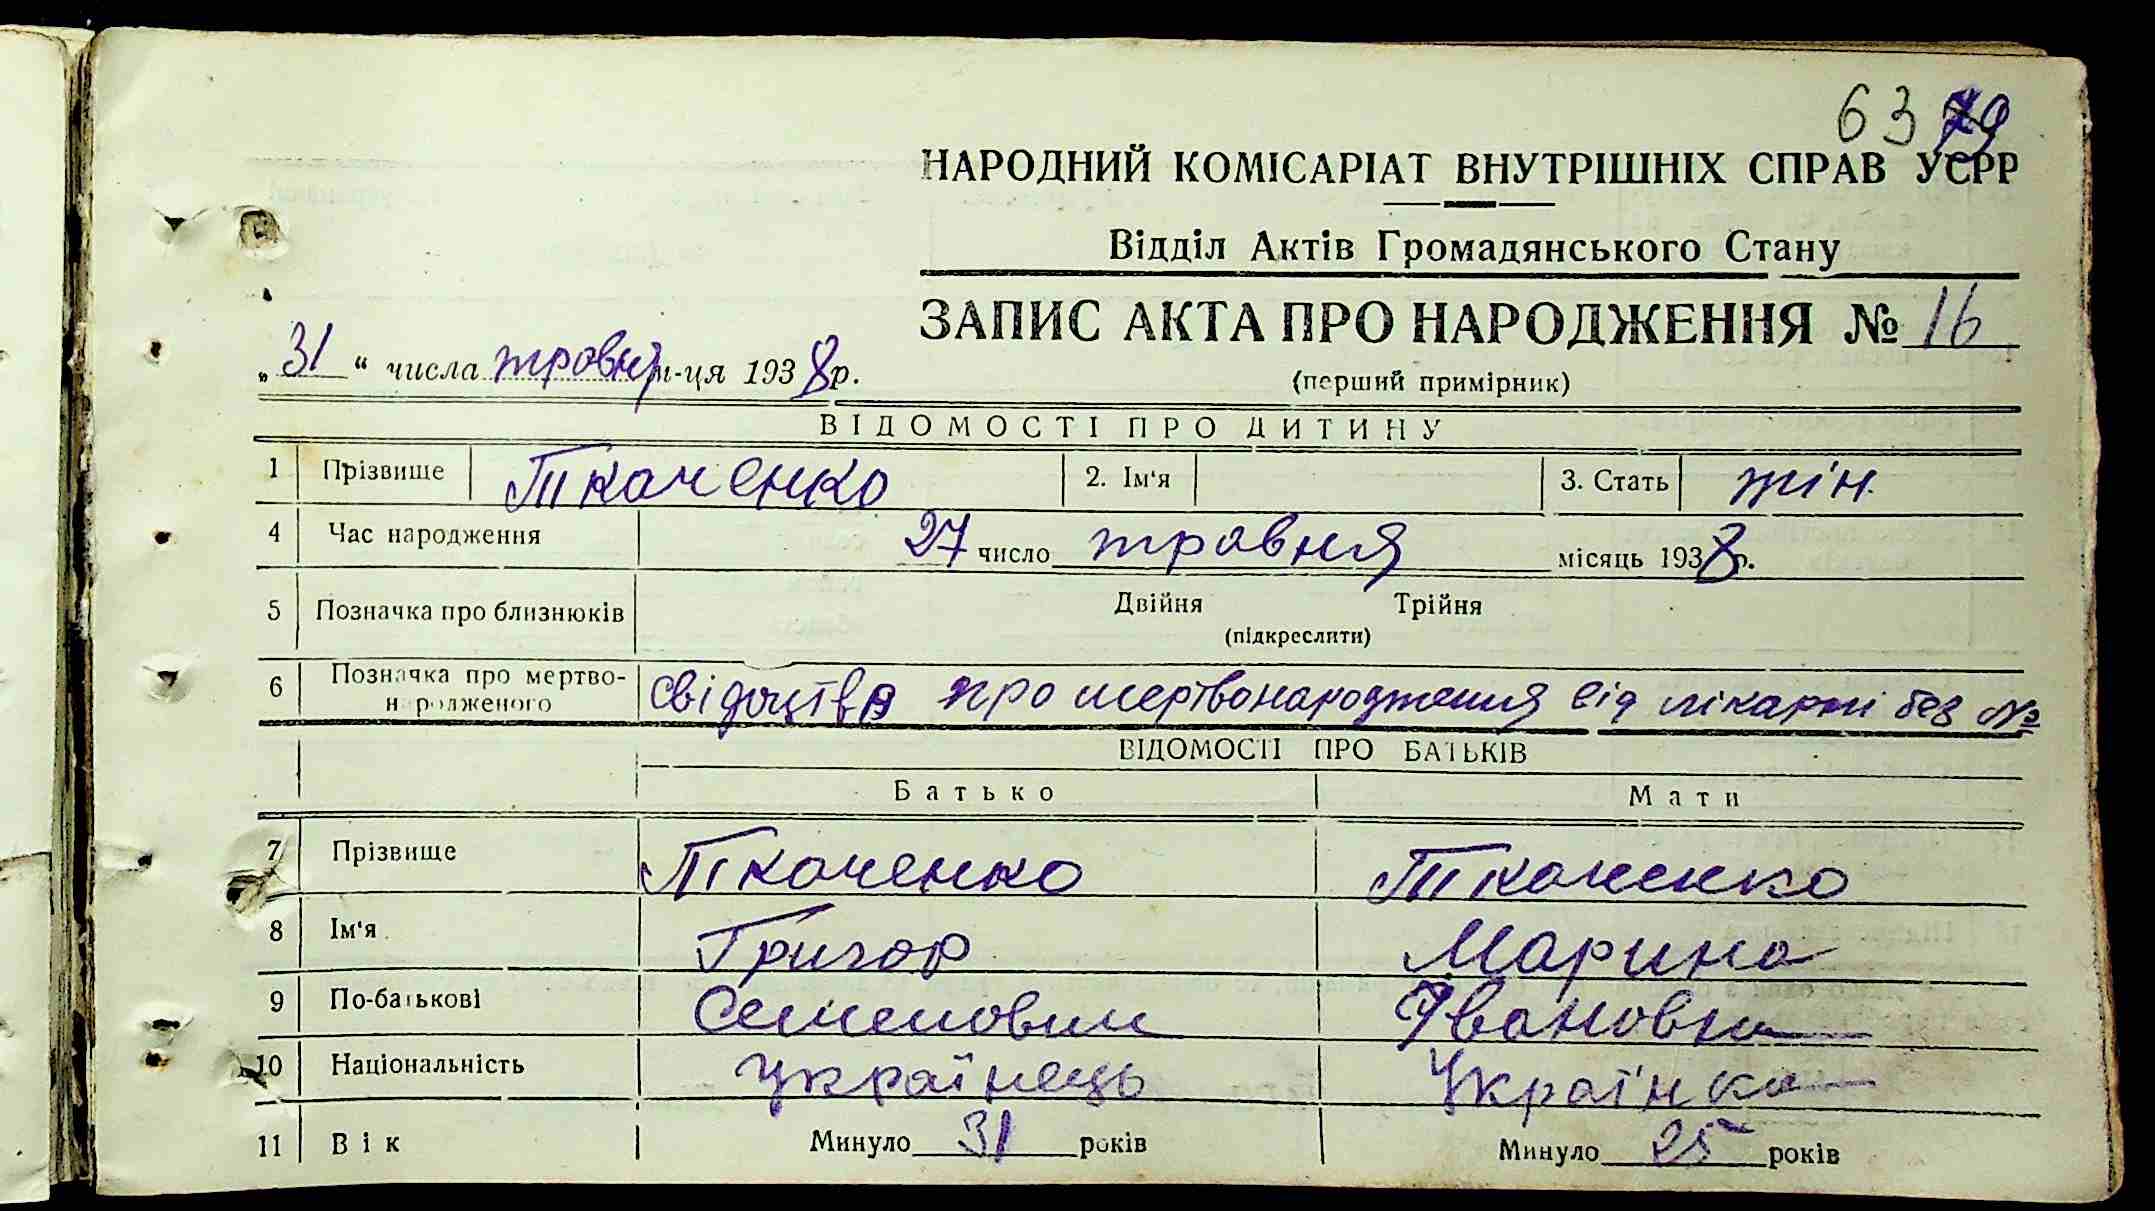 63 79
НАРОДНИЙ КОМІСАРІАТ ВНУТРІШНІХ СПРАВ УСРР
Відділ Актів Громадянського Стану
ЗАПИС АКТА ПРО НАРОДЖЕННЯ № 16
„31“ числа травня м-ця 1938 р.
(перший примірник)
ВІДОМОСТІ ПРО ДИТИНУ
1 Прізвище Ткаченко 2. Ім'я 3. Стать жін.
4 Час народження 27 число травня місяць 1938 р.
5 Позначка про близнюків Двійня Трійня
(підкреслити)
6 Позначка про мертво-
народженого свідоцтво про мертвонародження від лікарні без №
ВІДОМОСТІ ПРО БАТЬКІВ
Батько Мати
7 Прізвище Ткаченко Ткаченко
8 Ім'я Григор Марина
9 По-батькові Семенович Івановна
10 Національність Українець Українка
11 Вік Минуло 31 років Минуло 25 років